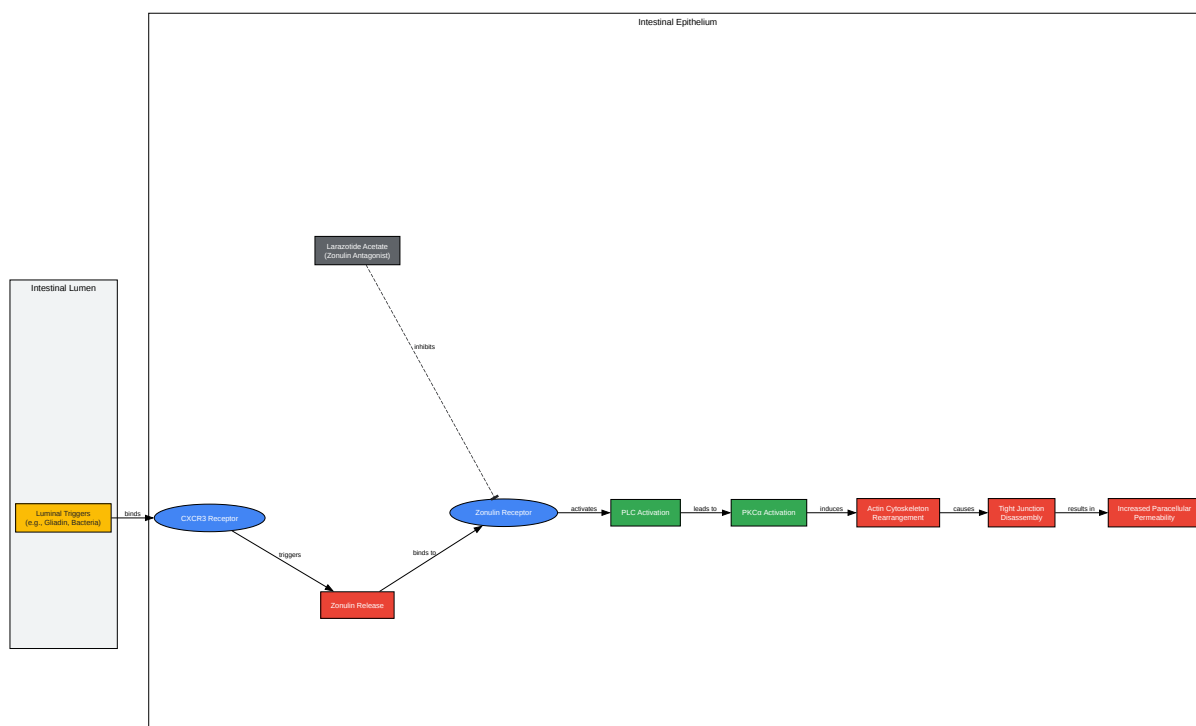 Intestinal Epithelium
Larazotide Acetate
(Zonulin Antagonist)
Intestinal Lumen
inhibits
Luminal Triggers
(e.g., Gliadin, Bacteria)
binds
CXCR3 Receptor
triggers
Zonulin Release
binds to
Zonulin Receptor
activates
PLC Activation
leads to
PKCα Activation
induces
Actin Cytoskeleton
Rearrangement
causes
Tight Junction
Disassembly
results in
Increased Paracellular
Permeability